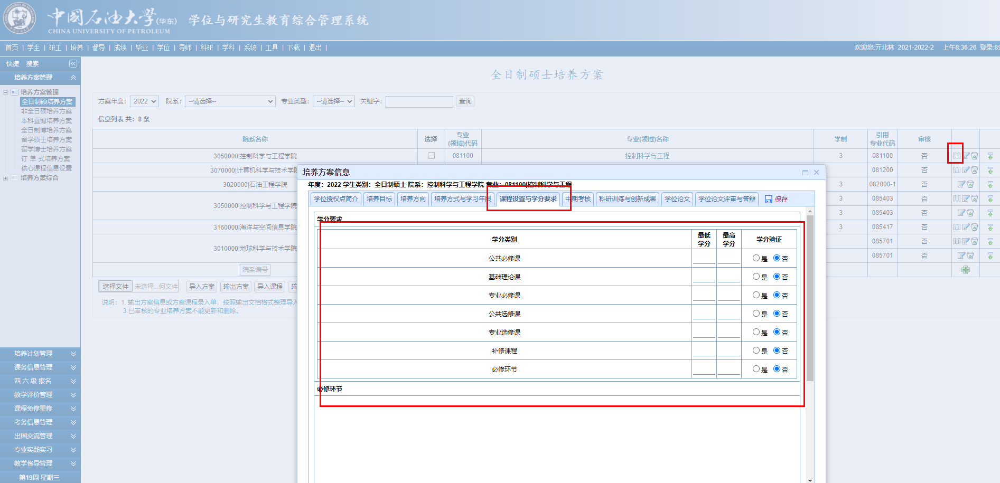 中国石油大学(华东) 学位与研究生教育综合管理系统
CHINA UNIVERSITY OF PETROLEUM
首页 | 学生 | 研工 | 培养 | 督导 | 成绩 | 毕业 | 学位 | 导师 | 科研 | 学科 | 系统 | 工具 | 下载 | 退出 |
欢迎您:亓北林 2021-2022-2 上午8:36:26 登录:8
快捷 搜索
培养方案管理
培养方案管理
全日制硕培养方案
非全日硕培养方案
本科直博培养方案
全日制博培养方案
留学硕士培养方案
留学博士培养方案
订 单 式培养方案
核心课程信息设置
培养方案综合
培养计划管理
课务信息管理
四 六 级 报名
教学评价管理
课程免修重修
考务信息管理
出国交流管理
专业实践实习
教学督导管理
第19周 星期三
全日制硕士培养方案
方案年度: 2022 院系: --请选择-- 专业类型: --请选择-- 关键字: 查询
信息列表 共: 8 条
院系名称 选择 专业(领域)代码 专业(领域)名称 学制 引用专业代码 审核
3050000|控制科学与工程学院 081100 控制科学与工程 3 081100 否
3070000|计算机科学与技术学院 081200 否
3020000|石油工程学院 3 082000-1 否
3050000|控制科学与工程学院 3 085403 否
3 085403 否
3160000|海洋与空间信息学院 3 085417 否
3010000|地球科学与技术学院 085701 否
085701 否
院系编号
选择文件 未选择...何文件 导入方案 输出方案 导入课程 输
说明: 1. 输出方案信息或方案课程录入单，按照输出文档格式整理导入
3.已审核的专业培养方案不能更新和删除。
培养方案信息
年度: 2022 学生类别: 全日制硕士 院系: 控制科学与工程学院 专业: 081100|控制科学与工程
学位授权点简介 培养目标 培养方向 培养方式与学习年限 课程设置与学分要求 中期考核 科研训练与创新成果 学位论文 学位论文评审与答辩 保存
学分要求
学分类别 最低学分 最高学分 学分验证
公共必修课 是 否
基础理论课 是 否
专业必修课 是 否
公共选修课 是 否
专业选修课 是 否
补修课程 是 否
必修环节 是 否
必修环节